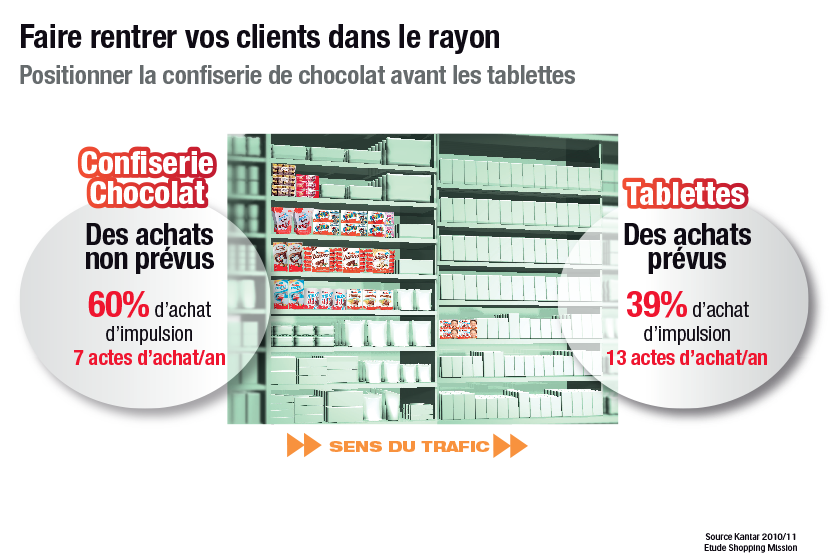 Faire rentrer vos clients dans le rayon
Positionner la confiserie de chocolat avant les tablettes
Confiserie
Chocolat
Des achats
non prévus
60% d'achat
d'impulsion
7 actes d'achat/an
Tablettes
Des achats
prévus
39% d'achat
d'impulsion
13 actes d'achat/an
SENS DU TRAFIC
Source Kantar 2010/11
Etude Shopping Mission